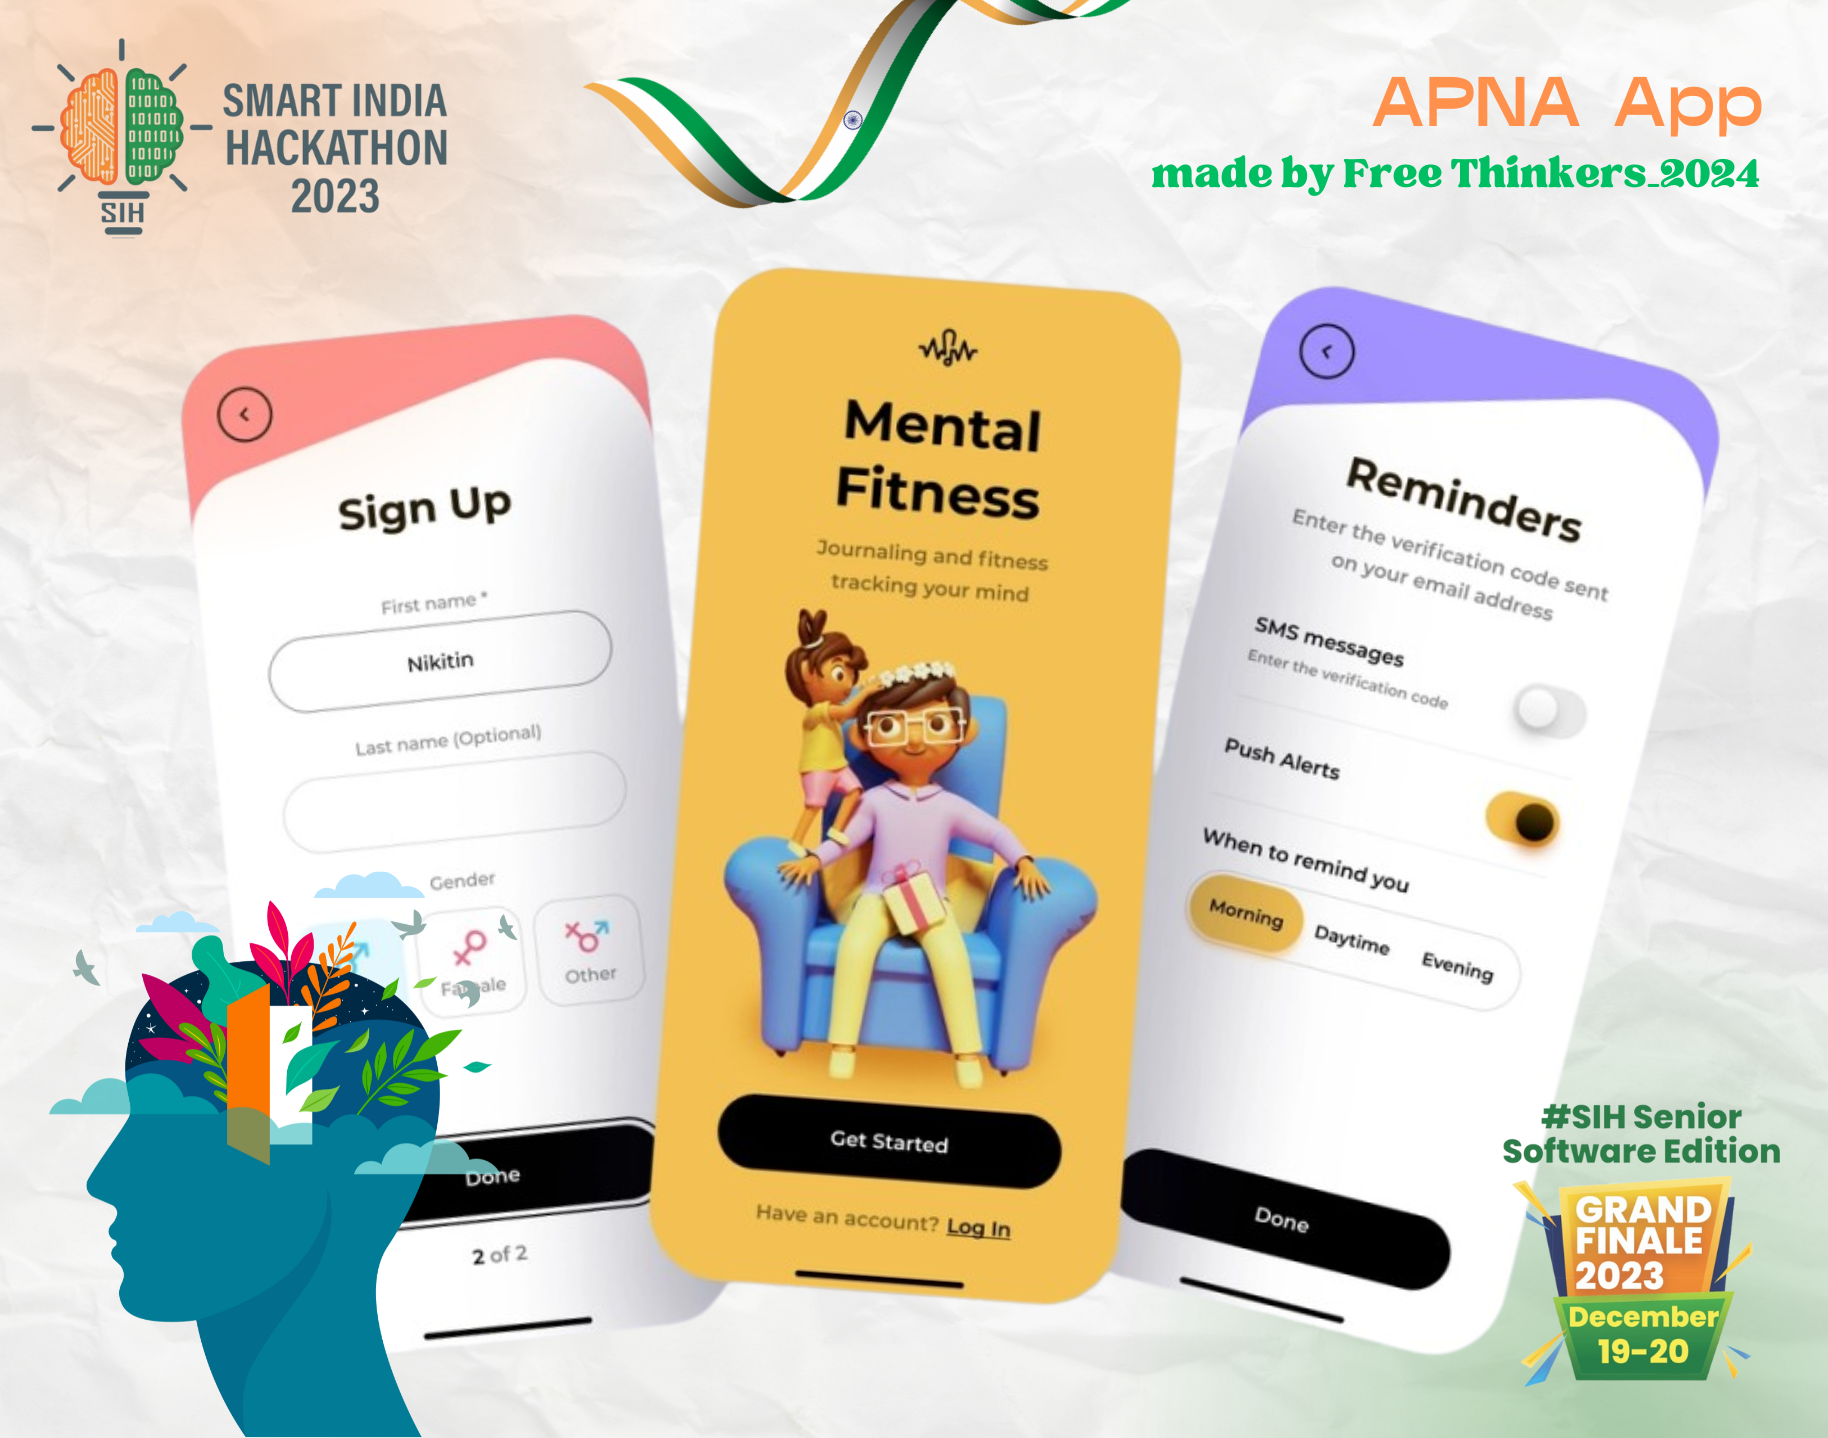 SMART INDIA
HACKATHON
2023
SIH
APNA App
made by Free Thinkers_2024
Sign Up
First name *
Nikitin
Last name (Optional)
Gender
Other
Done
2 of 2
Mental
Fitness
Journaling and fitness
tracking your mind
Get Started
Have an account? Log In
Reminders
Enter the verification code sent
on your email address
SMS messages
Enter the verification code
Push Alerts
When to remind you
Morning Daytime Evening
Done
#SIH Senior
Software Edition
GRAND
FINALE
2023
December
19-20